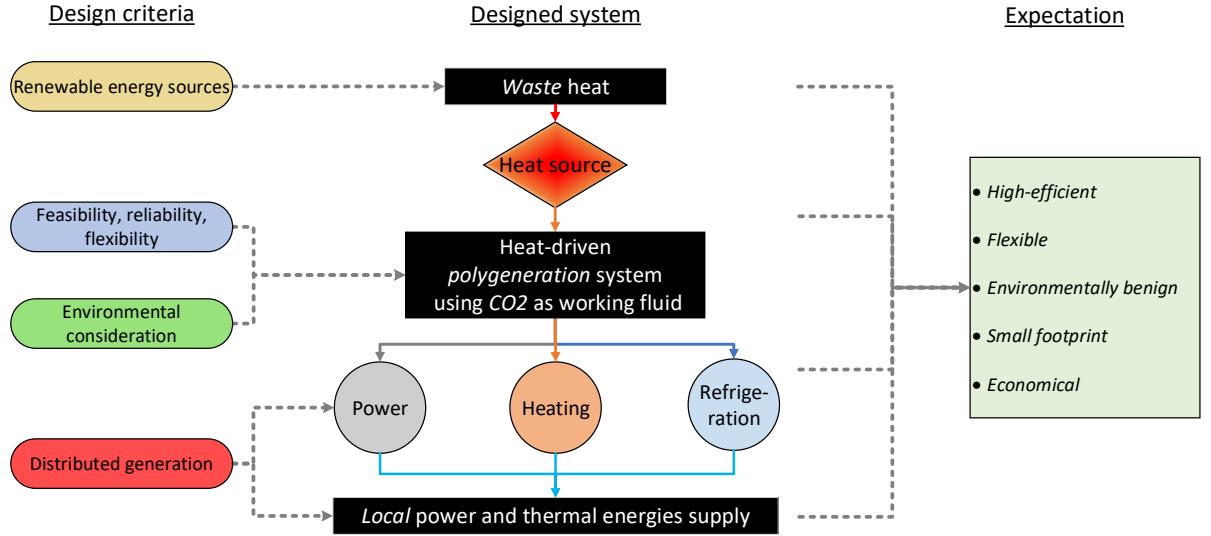 Design criteria
Designed system
Expectation
Renewable energy sources
Waste heat
Heat source
Feasibility, reliability,
flexibility
Heat-driven
polygeneration system
using CO2 as working fluid
Environmental
consideration
Power
Heating
Refrige-
ration
Distributed generation
Local power and thermal energies supply
• High-efficient
• Flexible
• Environmentally benign
• Small footprint
• Economical